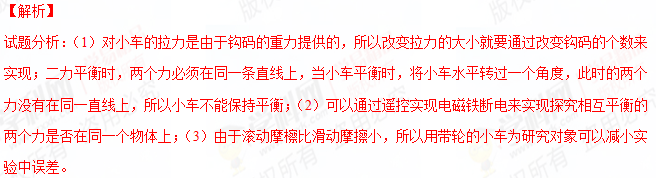 【解析】
试题分析：（1）对小车的拉力是由于钩码的重力提供的，所以改变拉力的大小就要通过改变钩码的个数来
实现；二力平衡时，两个力必须在同一条直线上，当小车平衡时，将小车水平转过一个角度，此时的两个
力没有在同一直线上，所以小车不能保持平衡；（2）可以通过遥控实现电磁铁断电来实现探究相互平衡的
两个力是否在同一个物体上；（3）由于滚动摩擦比滑动摩擦小，所以用带轮的小车为研究对象可以减小实
验中误差。